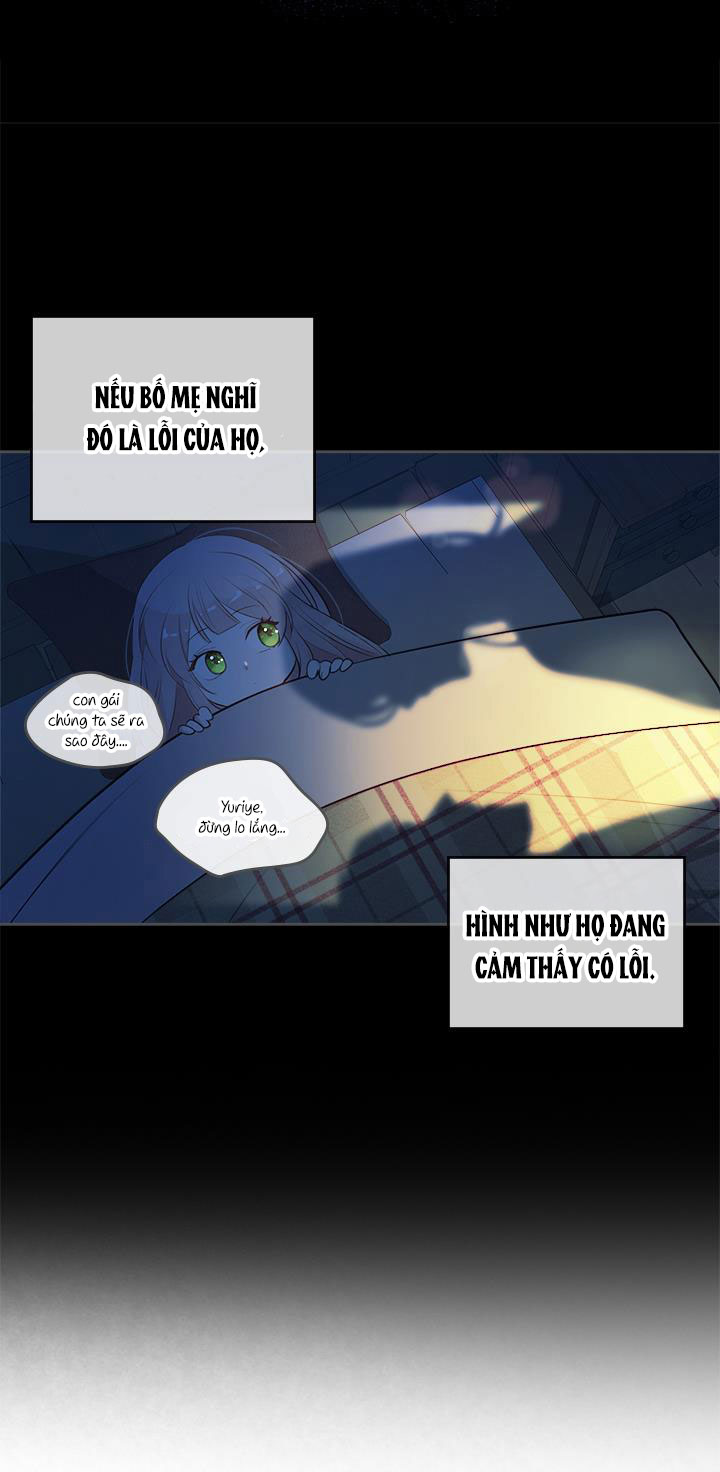 NẾU BỐ MẸ NGHĨ
ĐÓ LÀ LỖI CỦA HỌ,
con gái
chúng ta sẽ ra
sao đây....
Yuriye,
đừng lo lắng...
HÌNH NHƯ HỌ ĐANG
CẢM THẤY CÓ LỖI.